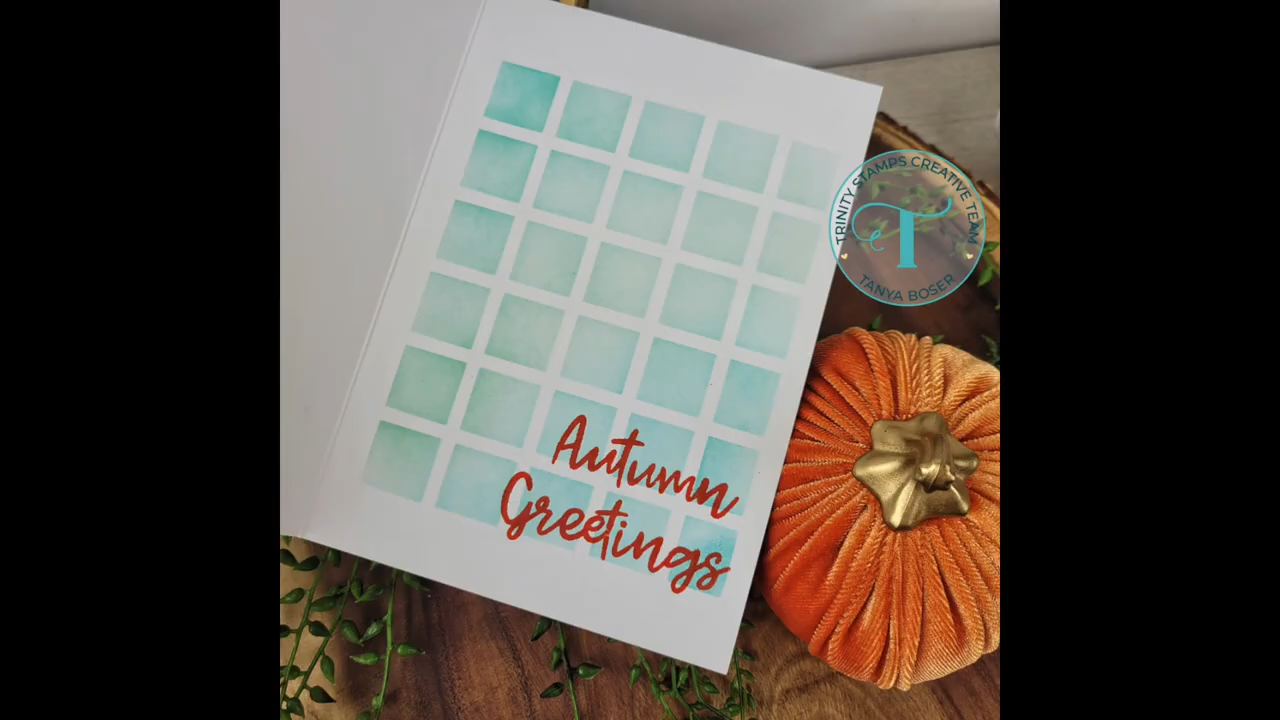 Autumn
Greetings
TRINITY STAMPS CREATIVE TEAM
T
TANYA BOSER